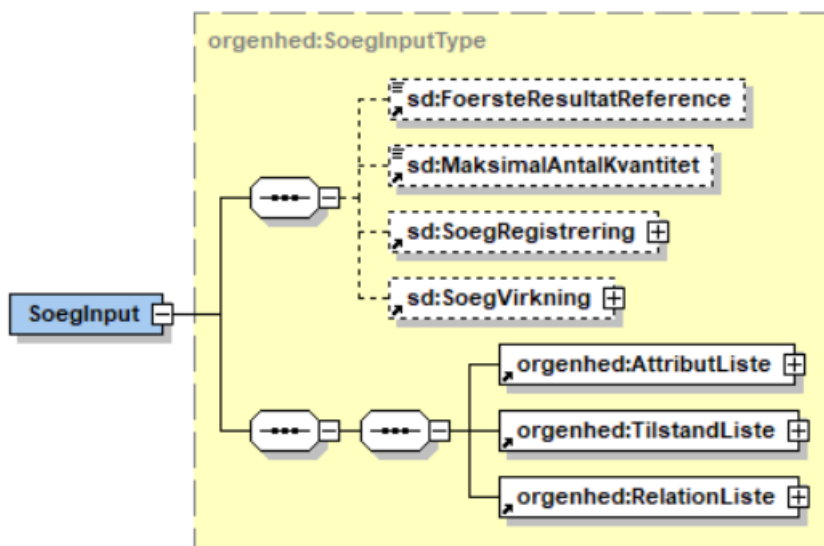 orgenhed:SoegInputType
sd:FoersteResultatReference
sd:MaksimalAntalKvantitet
sd:SoegRegistrering
sd:SoegVirkning
SoegInput
orgenhed:AttributListe
orgenhed:TilstandListe
orgenhed:RelationListe